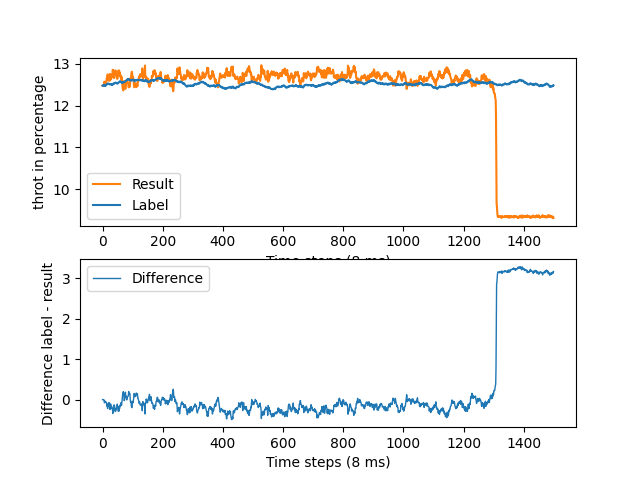 throt in percentage
13
12
11
10
Result
Label
0 200 400 600 800 1000 1200 1400
Time steps (8 ms)
Difference label - result
3
2
1
0
Difference
0 200 400 600 800 1000 1200 1400
Time steps (8 ms)